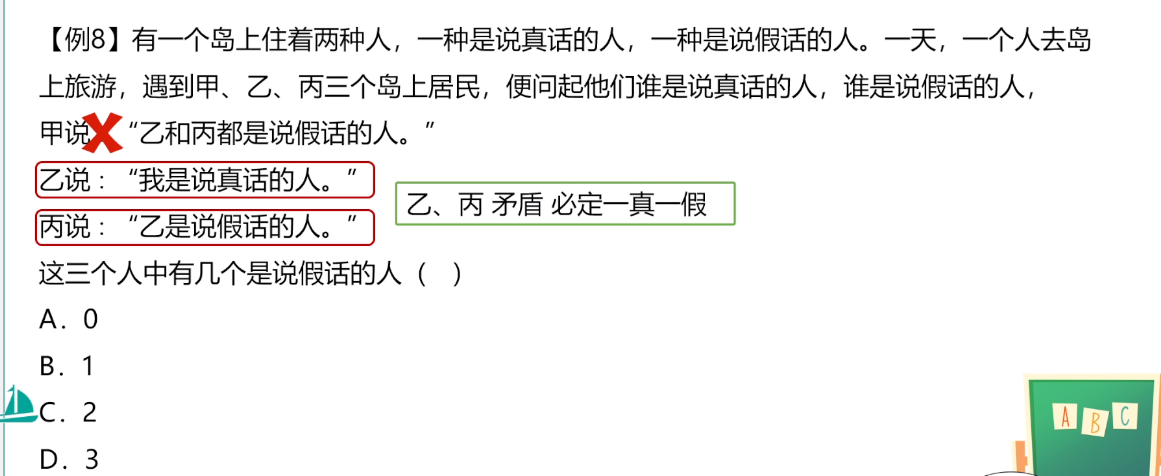 【例8】有一个岛上住着两种人，一种是说真话的人，一种是说假话的人。一天，一个人去岛
上旅游，遇到甲、乙、丙三个岛上居民，便问起他们谁是说真话的人，谁是说假话的人，
甲说 “乙和丙都是说假话的人。”
乙说：“我是说真话的人。”
乙、丙 矛盾 必定一真一假
丙说：“乙是说假话的人。”
这三个人中有几个是说假话的人（ ）
A．0
B．1
C．2
D．3
A B C